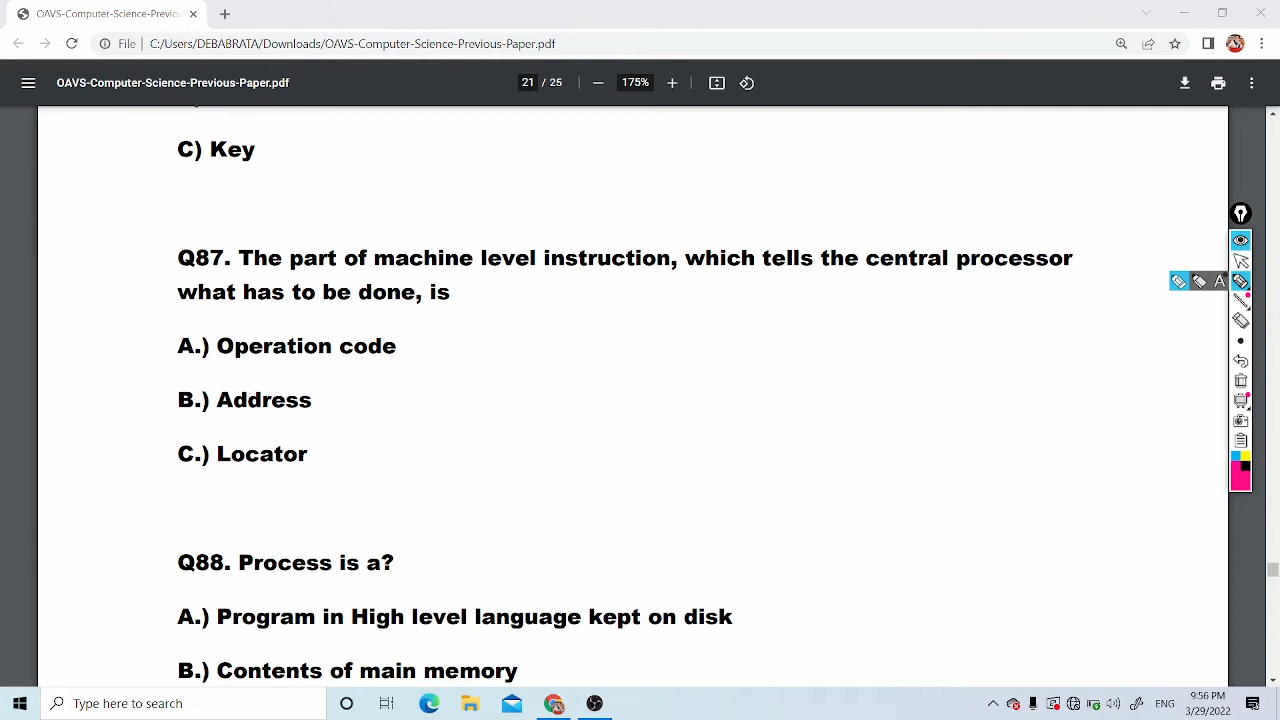 OAVS-Computer-Science-Previou
File
C:/Users/DEBABRATA/Downloads/OAVS-Computer-Science-Previous-Paper.pdf
OAVS-Computer-Science-Previous-Paper.pdf
21 / 25
175%
C) Key
Q87. The part of machine level instruction, which tells the central processor
what has to be done, is
A.) Operation code
B.) Address
C.) Locator
Q88. Process is a?
A.) Program in High level language kept on disk
B.) Contents of main memory
A
Type here to search
ENG
9:56 PM
3/29/2022